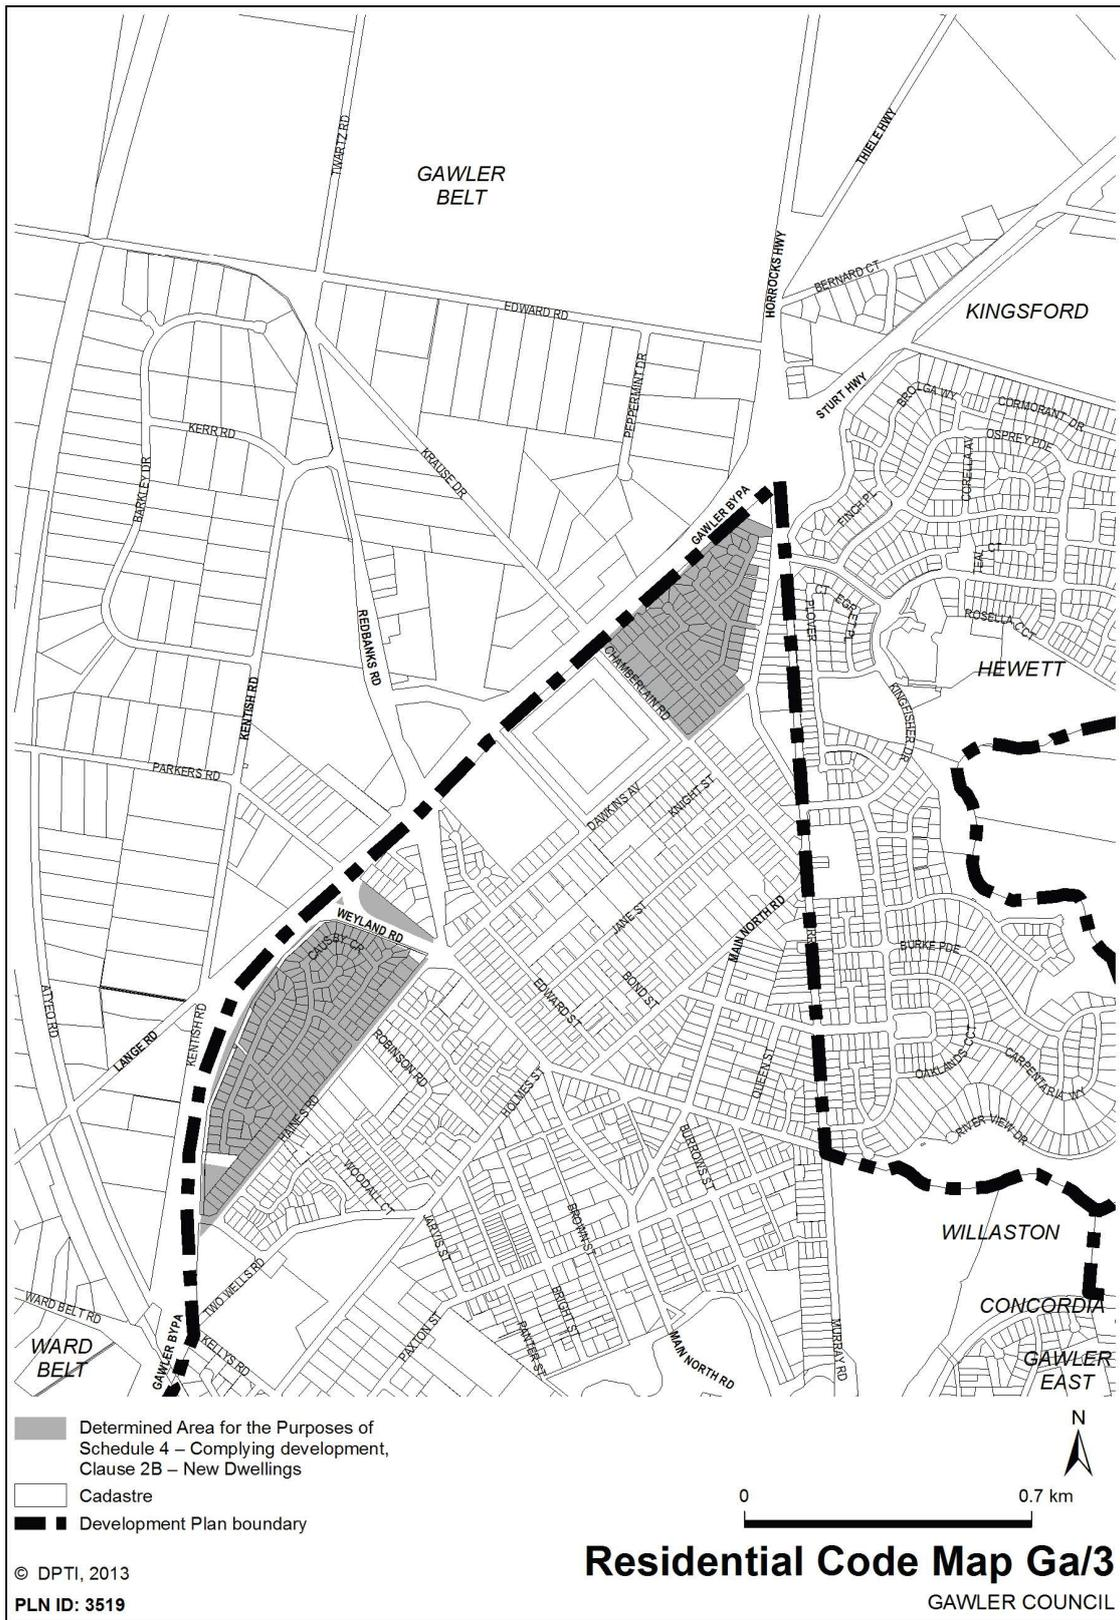 TWARTZ RD
THIELE HWY
GAWLER
BELT
HORROCKS HWY
BERNARD CT
KINGSFORD
EDWARD RD
PEPPERMINT DR
STURT HWY
BROLGA WY
CORMORANT DR
OSPREY PDE
CORELLA AV
KERR RD
KRAUSE DR
BARKLEY DR
GAWLER BYPA
FINCH PL
TEAL CT
CT
EGRET PL
PLOVER
ROSELLA CCT
REDBANKS RD
CHAMBERLAIN RD
HEWETT
KENTISH RD
KINGFISHER DR
PARKERS RD
DAWKINS AV
KNIGHT ST
JANE ST
MAIN NORTH RD
WEYLAND RD
CAUSBY CR
BURKE PDE
BOND ST
EDWARD ST
ATYEO RD
KENTISH RD
LANGE RD
ROBINSON RD
HOLMES ST
QUEEN ST
OAKLANDS CCT
CARPENTARIA WY
HAINES RD
RIVER VIEW DR
BURROWS ST
WOODALL CT
JARVIS ST
BROWN ST
WILLASTON
TWO WELLS RD
WARD BELT RD
CONCORDIA
WARD
BELT
GAWLER BYPA
KELLYS RD
PAXTON ST
BRIGHT ST
PANTER ST
MAIN NORTH RD
MURRAY RD
GAWLER
EAST
Determined Area for the Purposes of
Schedule 4 – Complying development,
Clause 2B – New Dwellings
Cadastre
Development Plan boundary
N
0 0.7 km
Residential Code Map Ga/3
GAWLER COUNCIL
© DPTI, 2013
PLN ID: 3519